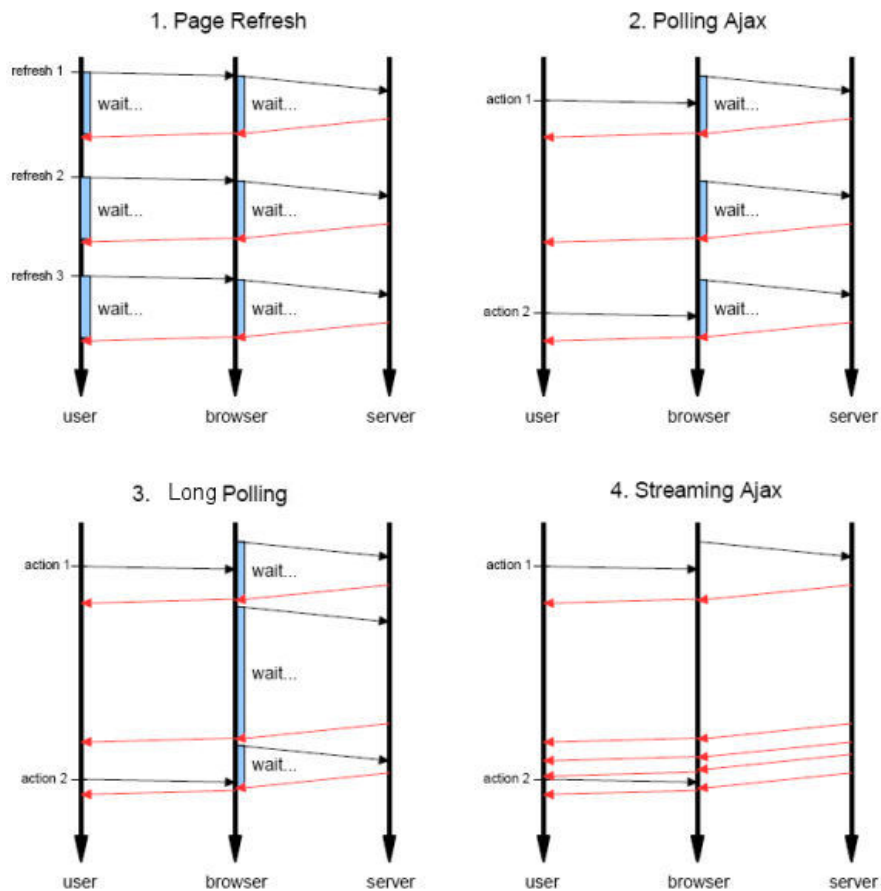 1. Page Refresh
refresh 1
wait...
wait...
refresh 2
wait...
wait...
refresh 3
wait...
wait...
user
browser
server
2. Polling Ajax
action 1
wait...
wait...
action 2
wait...
user
browser
server
3. Long Polling
action 1
wait...
wait...
action 2
wait...
user
browser
server
4. Streaming Ajax
action 1
action 2
user
browser
server